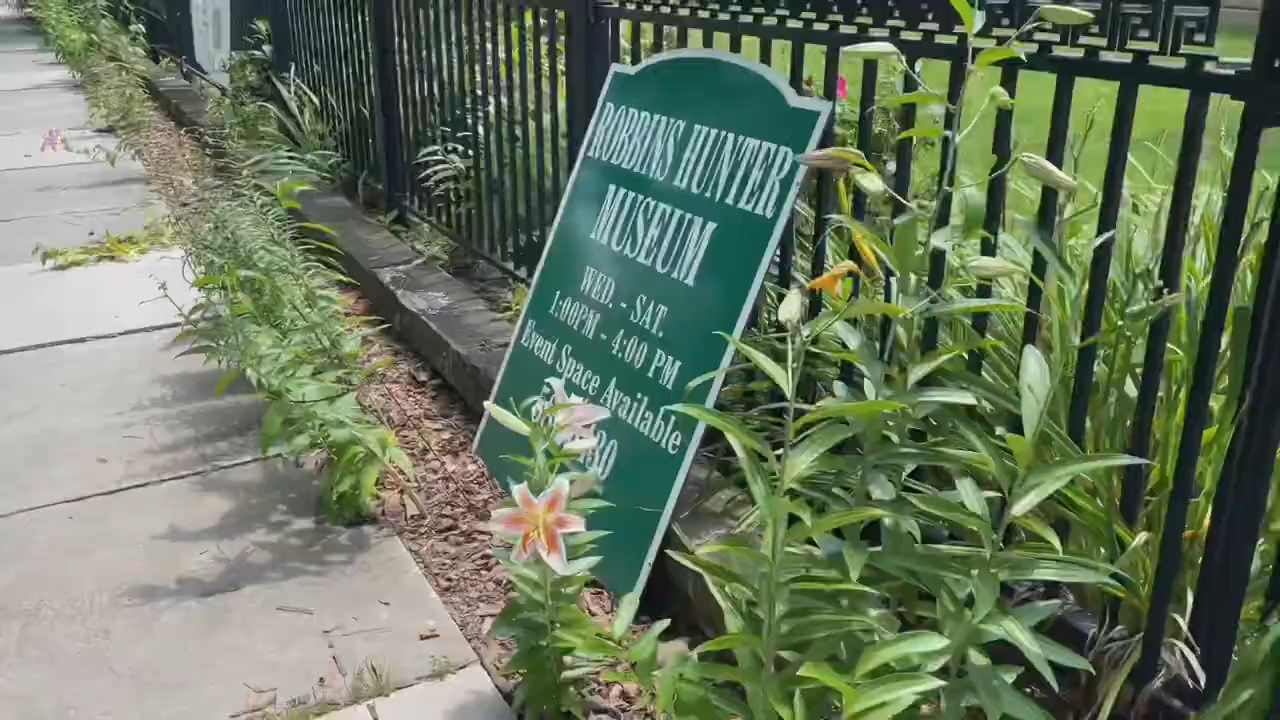 ROBBINS HUNTER
MUSEUM
WED. - SAT.
1:00PM - 4:00 PM
Event Space Available